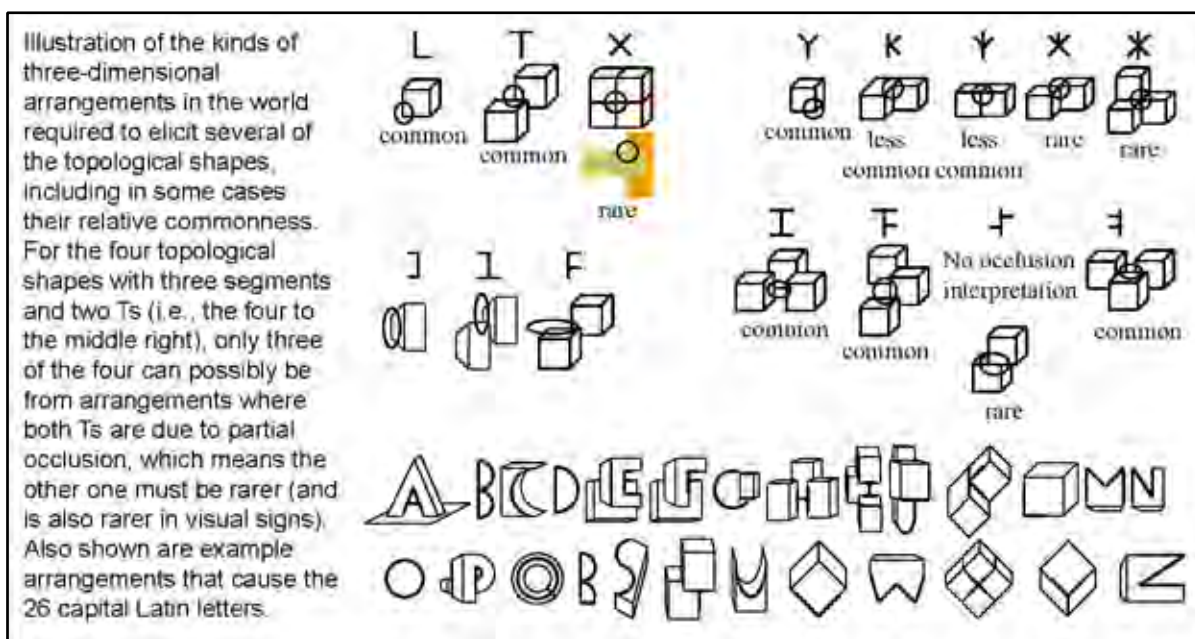 Illustration of the kinds of
three-dimensional
arrangements in the world
required to elicit several of
the topological shapes,
including in some cases
their relative commonness.
For the four topological
shapes with three segments
and two Ts (i.e., the four to
the middle right), only three
of the four can possibly be
from arrangements where
both Ts are due to partial
occlusion, which means the
other one must be rarer (and
is also rarer in visual signs).
Also shown are example
arrangements that cause the
26 capital Latin letters.
L T X Y K
common
common
rare
common
less
common
less
common
rare
rare
F
common
common
No occlusion
interpretation
rare
common
A B C D E F
M N
O P